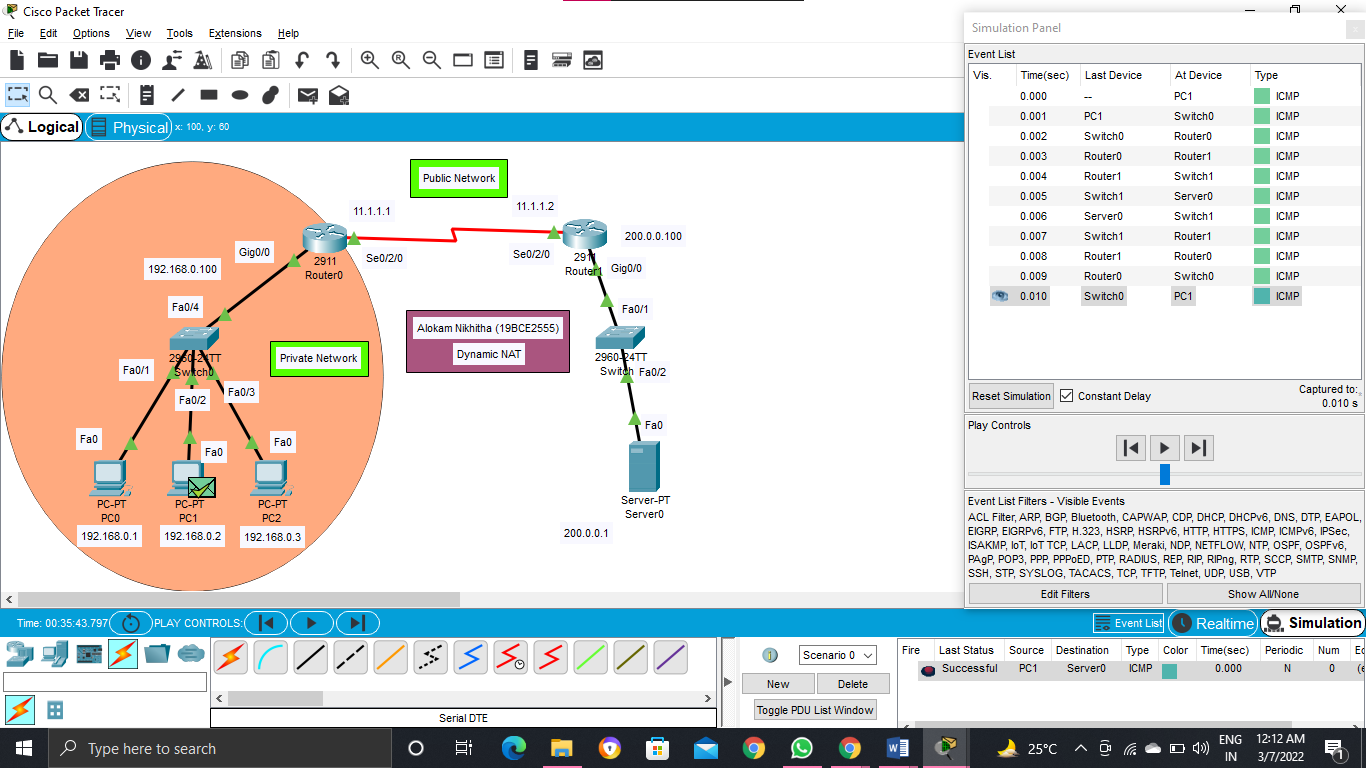 Cisco Packet Tracer
File Edit Options View Tools Extensions Help
Logical Physical x: 100, y: 60
Public Network
11.1.1.1
11.1.1.2
200.0.0.100
Gig0/0
2911
Router0
Se0/2/0
Se0/2/0
2911
Router1
Gig0/0
192.168.0.100
Fa0/4
Fa0/1
Alokam Nikhitha (19BCE2555)
Dynamic NAT
Private Network
2960-24TT
Switch0
2960-24TT
Switch
Fa0/2
Fa0/1
Fa0/2
Fa0/3
Fa0
Fa0
Fa0
Fa0
PC-PT
PC0
PC-PT
PC1
PC-PT
PC2
192.168.0.1
192.168.0.2
192.168.0.3
Server-PT
Server0
200.0.0.1
Simulation Panel
Event List
Vis. Time(sec) Last Device At Device Type
0.000 -- PC1 ICMP
0.001 PC1 Switch0 ICMP
0.002 Switch0 Router0 ICMP
0.003 Router0 Router1 ICMP
0.004 Router1 Switch1 ICMP
0.005 Switch1 Server0 ICMP
0.006 Server0 Switch1 ICMP
0.007 Switch1 Router1 ICMP
0.008 Router1 Router0 ICMP
0.009 Router0 Switch0 ICMP
0.010 Switch0 PC1 ICMP
Reset Simulation Constant Delay
Captured to:
0.010 s
Play Controls
Event List Filters - Visible Events
ACL Filter, ARP, BGP, Bluetooth, CAPWAP, CDP, DHCP, DHCPv6, DNS, DTP, EAPOL,
EIGRP, EIGRPv6, FTP, H.323, HSRP, HSRPv6, HTTP, HTTPS, ICMP, ICMPv6, IPSec,
ISAKMP, IoT, IoT TCP, LACP, LLDP, Meraki, NDP, NETFLOW, NTP, OSPF, OSPFv6,
PAgP, POP3, PPP, PPPoED, PTP, RADIUS, REP, RIP, RIPng, RTP, SCCP, SMTP, SNMP,
SSH, STP, SYSLOG, TACACS, TCP, TFTP, Telnet, UDP, USB, VTP
Edit Filters Show All/None
Time: 00:35:43.797 PLAY CONTROLS:
Event List Realtime Simulation
Serial DTE
Scenario 0
New Delete
Toggle PDU List Window
Fire Last Status Source Destination Type Color Time(sec) Periodic Num Ed
Successful PC1 Server0 ICMP 0.000 N 0 (e
Type here to search
25°C
ENG
IN
12:12 AM
3/7/2022
1